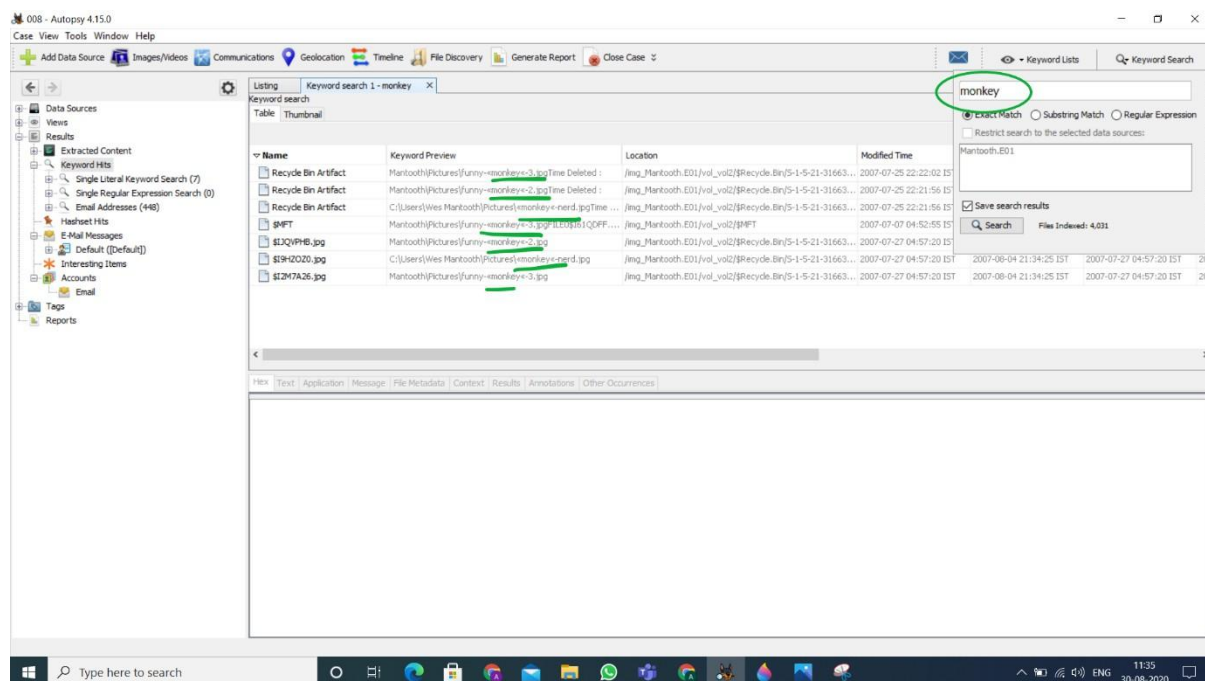 008 - Autopsy 4.15.0
Case View Tools Window Help
Add Data Source Images/Videos Communications Geolocation Timeline File Discovery Generate Report Close Case Keyword Lists Keyword Search
Listing Keyword search 1 - monkey X
Keyword search
Table Thumbnail
monkey
Exact Match Substring Match Regular Expression
Restrict search to the selected data sources:
Mantooth.E01
Save search results
Search Files Indexed: 4,031
Data Sources
Views
Results
Extracted Content
Keyword Hits
Single Literal Keyword Search (7)
Single Regular Expression Search (0)
Email Addresses (448)
Hashset Hits
E-Mail Messages
Default ([Default])
Interesting Items
Accounts
Email
Tags
Reports
Name Keyword Preview Location Modified Time
Recycle Bin Artifact Mantooth\Pictures\funny-«monkey«-3.jpgTime Deleted : /img_Mantooth.E01/vol_vol2/$Recycle.Bin/S-1-5-21-31663... 2007-07-25 22:22:02 IST
Recycle Bin Artifact Mantooth\Pictures\funny-«monkey«-2.jpgTime Deleted : /img_Mantooth.E01/vol_vol2/$Recycle.Bin/S-1-5-21-31663... 2007-07-25 22:21:56 IST
Recycle Bin Artifact C:\Users\Wes Mantooth\Pictures\«monkey«-nerd.jpgTime ... /img_Mantooth.E01/vol_vol2/$Recycle.Bin/S-1-5-21-31663... 2007-07-25 22:21:56 IST
$MFT /img_Mantooth.E01/vol_vol2/$MFT 2007-07-07 04:52:55 IST
$IJQVPHB.jpg Mantooth\Pictures\funny-«monkey«-2.jpg /img_Mantooth.E01/vol_vol2/$Recycle.Bin/S-1-5-21-31663... 2007-07-27 04:57:20 IST
$I9HZOZ0.jpg C:\Users\Wes Mantooth\Pictures\«monkey«-nerd.jpg /img_Mantooth.E01/vol_vol2/$Recycle.Bin/S-1-5-21-31663... 2007-07-27 04:57:20 IST 2007-08-04 21:34:25 IST 2007-07-27 04:57:20 IST
$I2M7A26.jpg Mantooth\Pictures\funny-«monkey«-3.jpg /img_Mantooth.E01/vol_vol2/$Recycle.Bin/S-1-5-21-31663... 2007-07-27 04:57:20 IST 2007-08-04 21:34:25 IST 2007-07-27 04:57:20 IST
Hex Text Application Message File Metadata Context Results Annotations Other Occurrences
Type here to search
ENG
11:35
30-08-2020